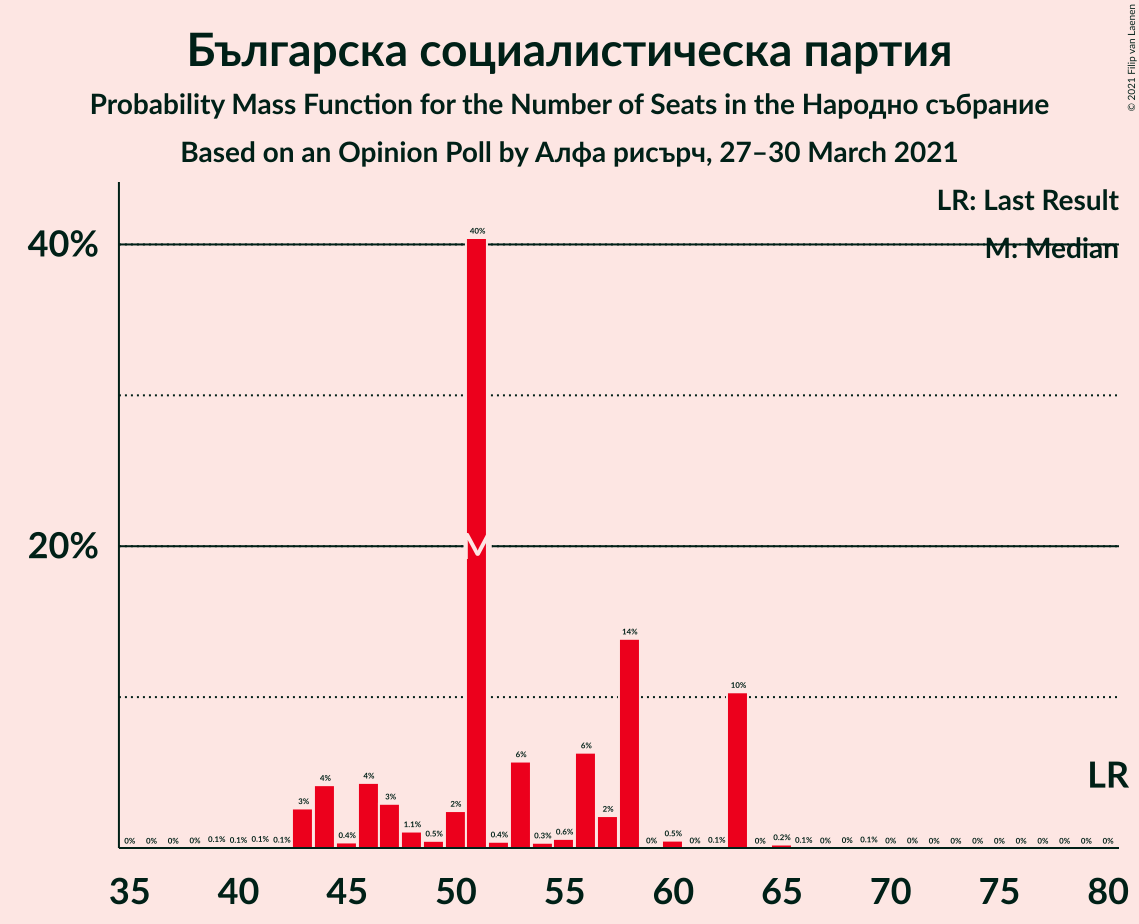 Българска социалистическа партия
Probability Mass Function for the Number of Seats in the Народно събрание
Based on an Opinion Poll by Алфа рисърч, 27–30 March 2021
© 2021 Filip van Laenen
LR: Last Result
M: Median
40%
20%
0% 0% 0% 0% 0.1% 0.1% 0.1% 0.1% 3% 4% 0.4% 4% 3% 1.1% 0.5% 2% 40% 0.4% 6% 0.3% 0.6% 6% 2% 14% 0% 0.5% 0% 0.1% 10% 0% 0.2% 0.1% 0% 0% 0.1% 0% 0% 0% 0% 0% 0% 0% 0% 0% 0% 0%
M
LR
35 40 45 50 55 60 65 70 75 80